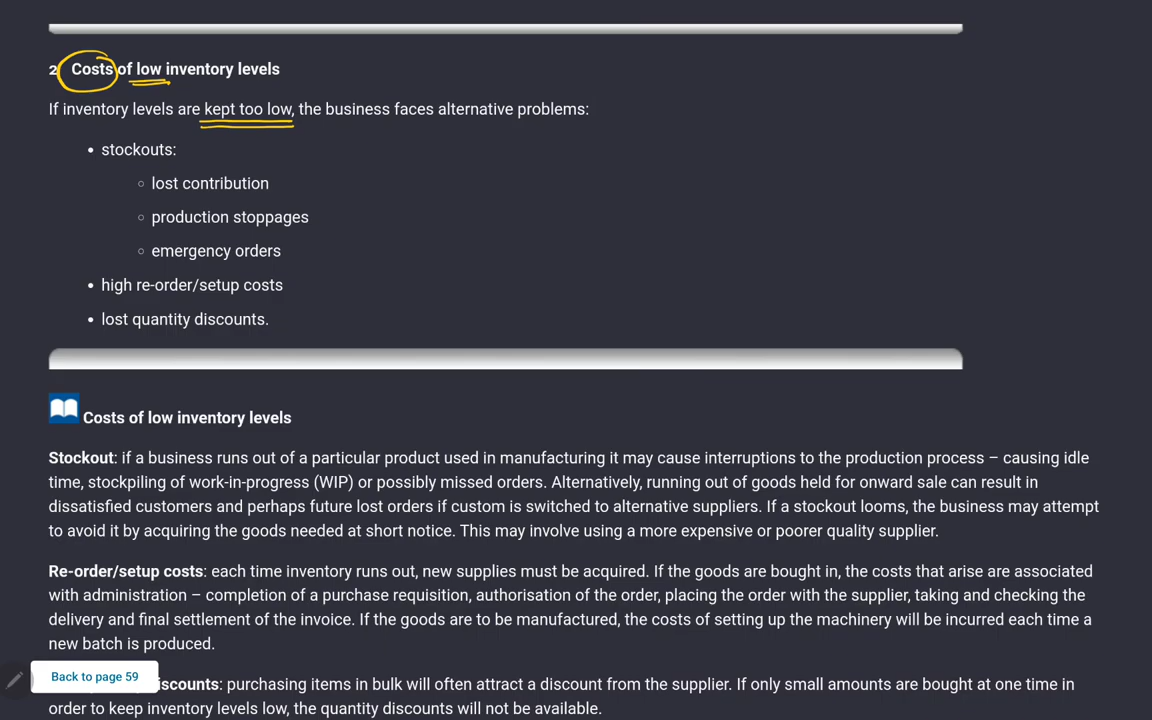 2 Costs of low inventory levels
If inventory levels are kept too low, the business faces alternative problems:
• stockouts:
○ lost contribution
○ production stoppages
○ emergency orders
• high re-order/setup costs
• lost quantity discounts.
Costs of low inventory levels
Stockout: if a business runs out of a particular product used in manufacturing it may cause interruptions to the production process – causing idle
time, stockpiling of work-in-progress (WIP) or possibly missed orders. Alternatively, running out of goods held for onward sale can result in
dissatisfied customers and perhaps future lost orders if custom is switched to alternative suppliers. If a stockout looms, the business may attempt
to avoid it by acquiring the goods needed at short notice. This may involve using a more expensive or poorer quality supplier.
Re-order/setup costs: each time inventory runs out, new supplies must be acquired. If the goods are bought in, the costs that arise are associated
with administration – completion of a purchase requisition, authorisation of the order, placing the order with the supplier, taking and checking the
delivery and final settlement of the invoice. If the goods are to be manufactured, the costs of setting up the machinery will be incurred each time a
new batch is produced.
Back to page 59
discounts: purchasing items in bulk will often attract a discount from the supplier. If only small amounts are bought at one time in
order to keep inventory levels low, the quantity discounts will not be available.